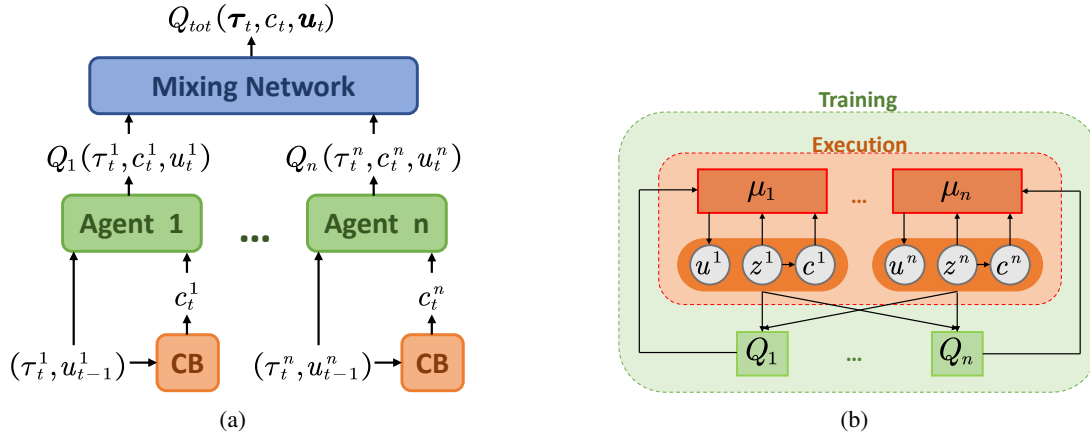 Q_{tot}(τ_t, c_t, u_t)
Mixing Network
Q_1(τ_t^1, c_t^1, u_t^1) Q_n(τ_t^n, c_t^n, u_t^n)
Agent 1 ... Agent n
c_t^1 c_t^n
(τ_t^1, u_{t-1}^1) CB (τ_t^n, u_{t-1}^n) CB
(a)
Training
Execution
μ_1 ... μ_n
u^1 z^1 c^1 u^n z^n c^n
Q_1 ... Q_n
(b)